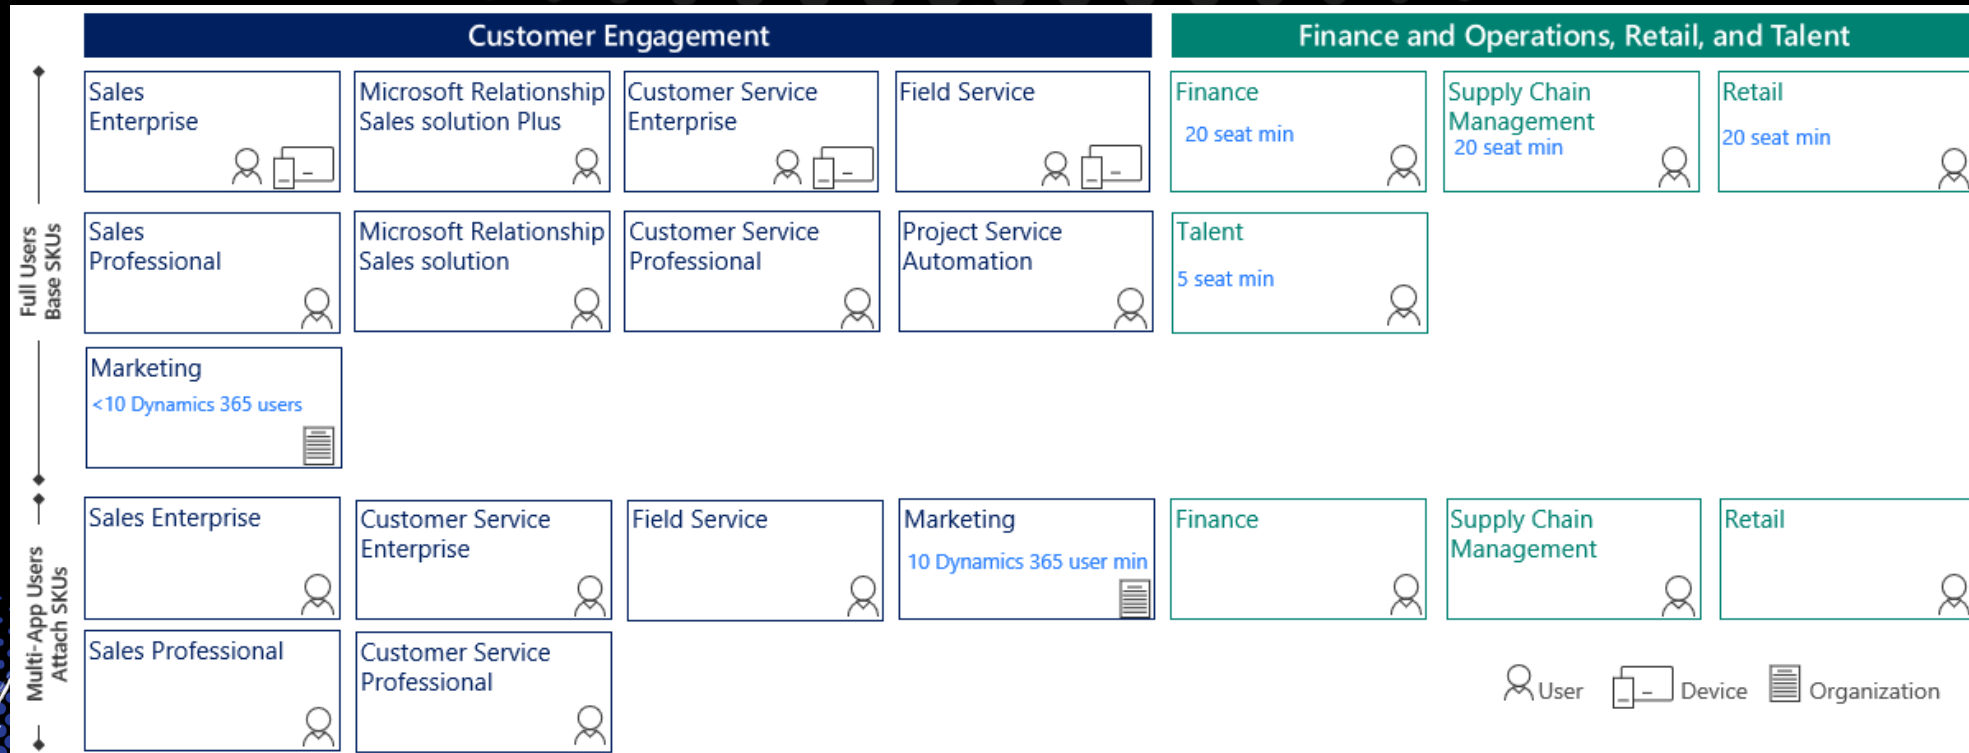 Customer Engagement
Finance and Operations, Retail, and Talent
Full Users
Base SKUs
Sales
Enterprise
Microsoft Relationship
Sales solution Plus
Customer Service
Enterprise
Field Service
Finance
20 seat min
Supply Chain
Management
20 seat min
Retail
20 seat min
Sales
Professional
Microsoft Relationship
Sales solution
Customer Service
Professional
Project Service
Automation
Talent
5 seat min
Marketing
<10 Dynamics 365 users
Multi-App Users
Attach SKUs
Sales Enterprise
Customer Service
Enterprise
Field Service
Marketing
10 Dynamics 365 user min
Finance
Supply Chain
Management
Retail
Sales Professional
Customer Service
Professional
User
Device
Organization